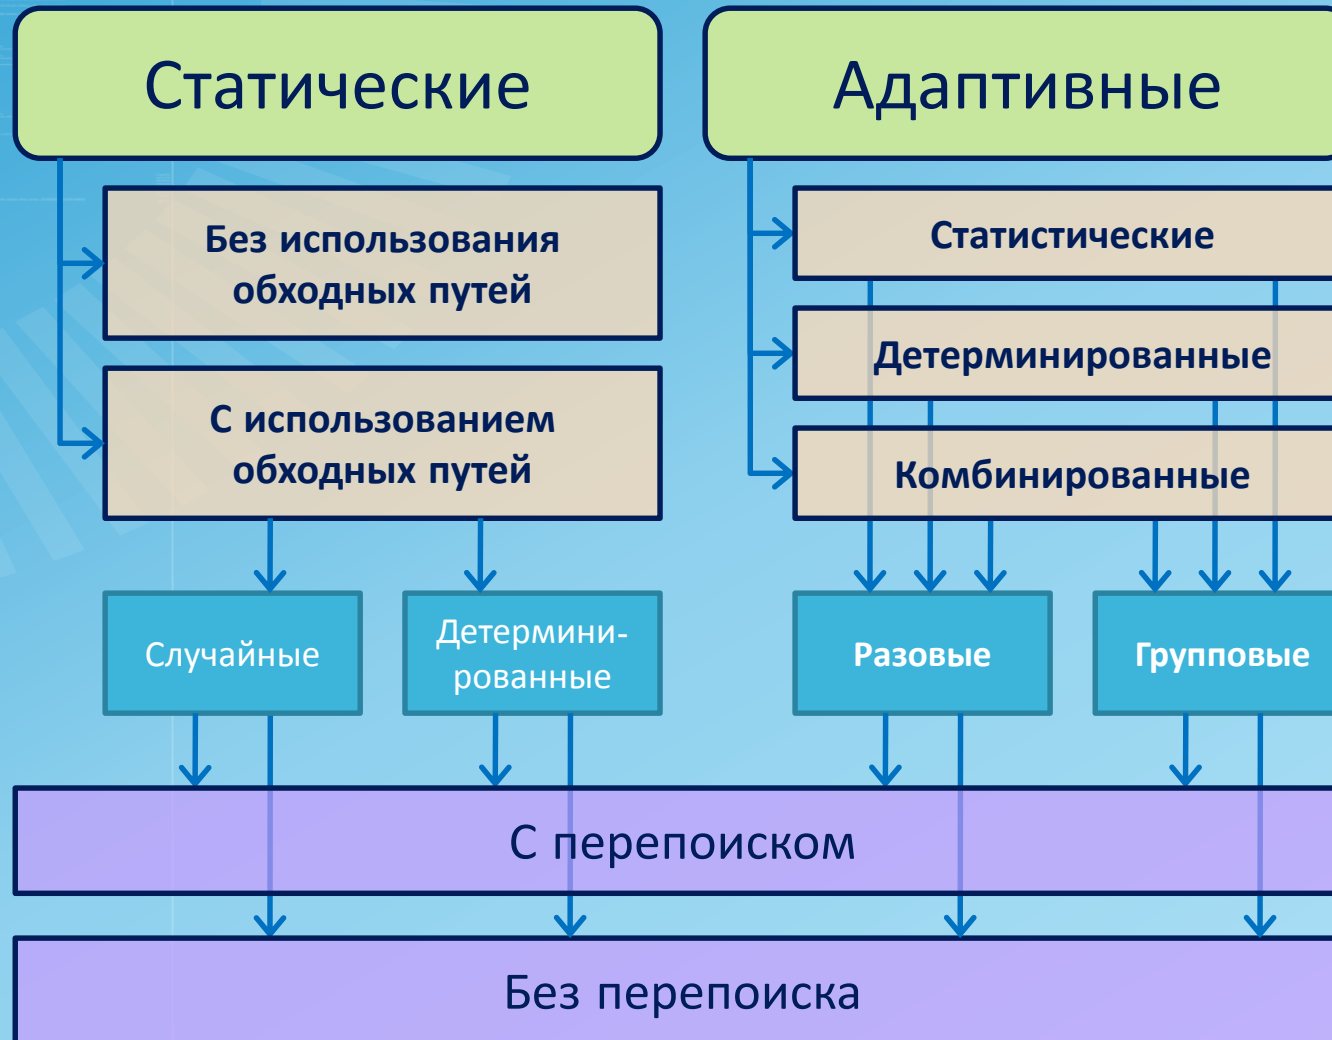 Статические
Без использования
обходных путей
С использованием
обходных путей
Случайные
Детермини-
рованные
Адаптивные
Статистические
Детерминированные
Комбинированные
Разовые
Групповые
С перепоиском
Без перепоиска